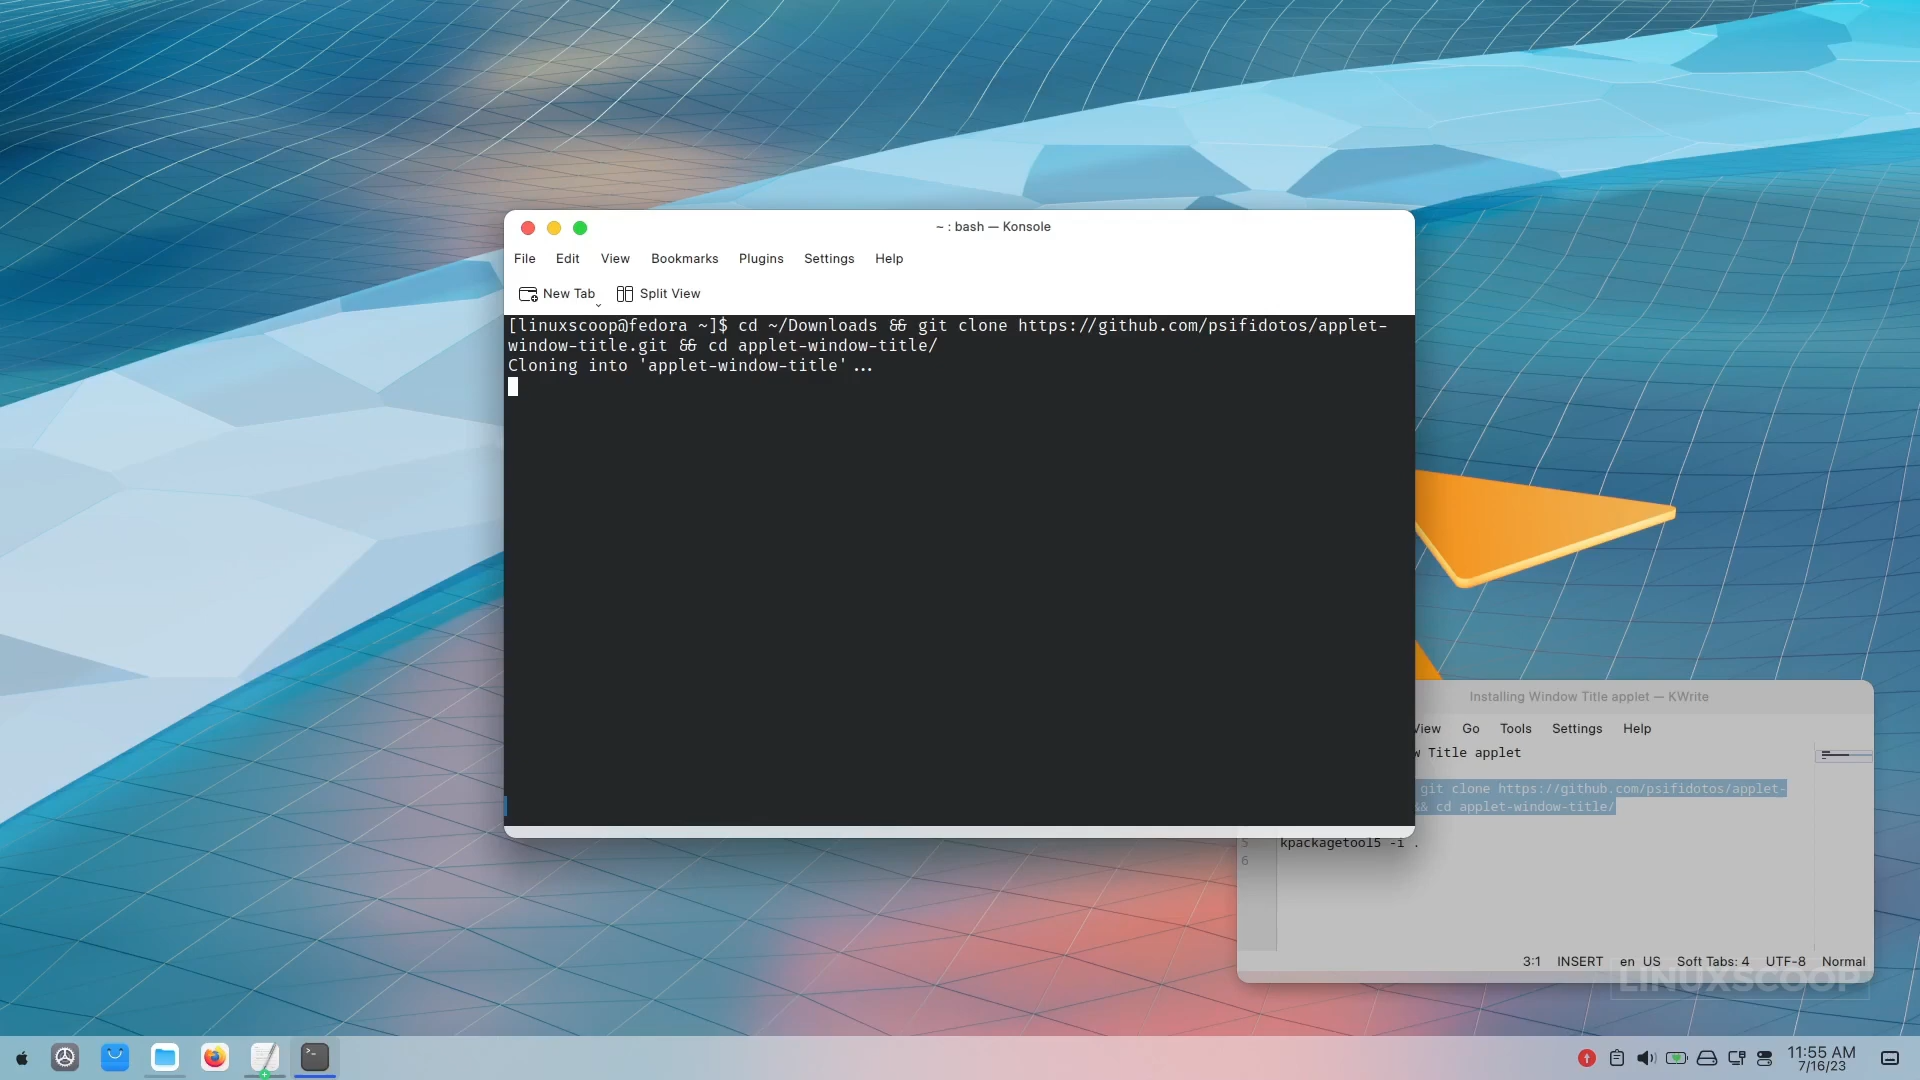 ~ : bash — Konsole
File Edit View Bookmarks Plugins Settings Help
New Tab Split View
[linuxscoop@fedora ~]$ cd ~/Downloads && git clone https://github.com/psifidotos/applet-
window-title.git && cd applet-window-title/
Cloning into 'applet-window-title'...
Installing Window Title applet — KWrite
View Go Tools Settings Help
w Title applet
git clone https://github.com/psifidotos/applet-
&& cd applet-window-title/
5 kpackagetool5 -i .
6
3:1 INSERT en US Soft Tabs: 4 UTF-8 Normal
LINUXSCOOP
11:55 AM
7/16/23